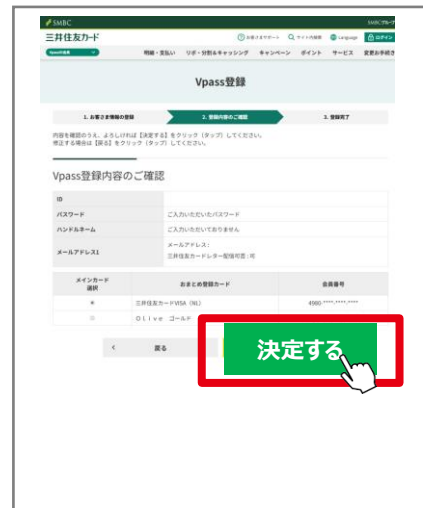 SMBC
SMBCグループ
三井住友カード
お客さまサポート サイト内検索 Language ログイン
Vpass会員
明細・支払い リボ・分割&キャッシング キャンペーン ポイント サービス 変更お手続き
Vpass登録
1. お客さま情報の登録 2. 登録内容のご確認 3. 登録完了
内容を確認のうえ、よろしければ【決定する】をクリック（タップ）してください。
修正する場合は【戻る】をクリック（タップ）してください。
Vpass登録内容のご確認
ID
パスワード ご入力いただいたパスワード
ハンドルネーム ご入力いただいておりません
メールアドレス1 メールアドレス:
三井住友カードレター配信可否:可
メインカード選択 おまとめ登録カード 会員番号
三井住友カードVISA（NL） 4980-****-****-****
Olive ゴールド
< 戻る
決定する